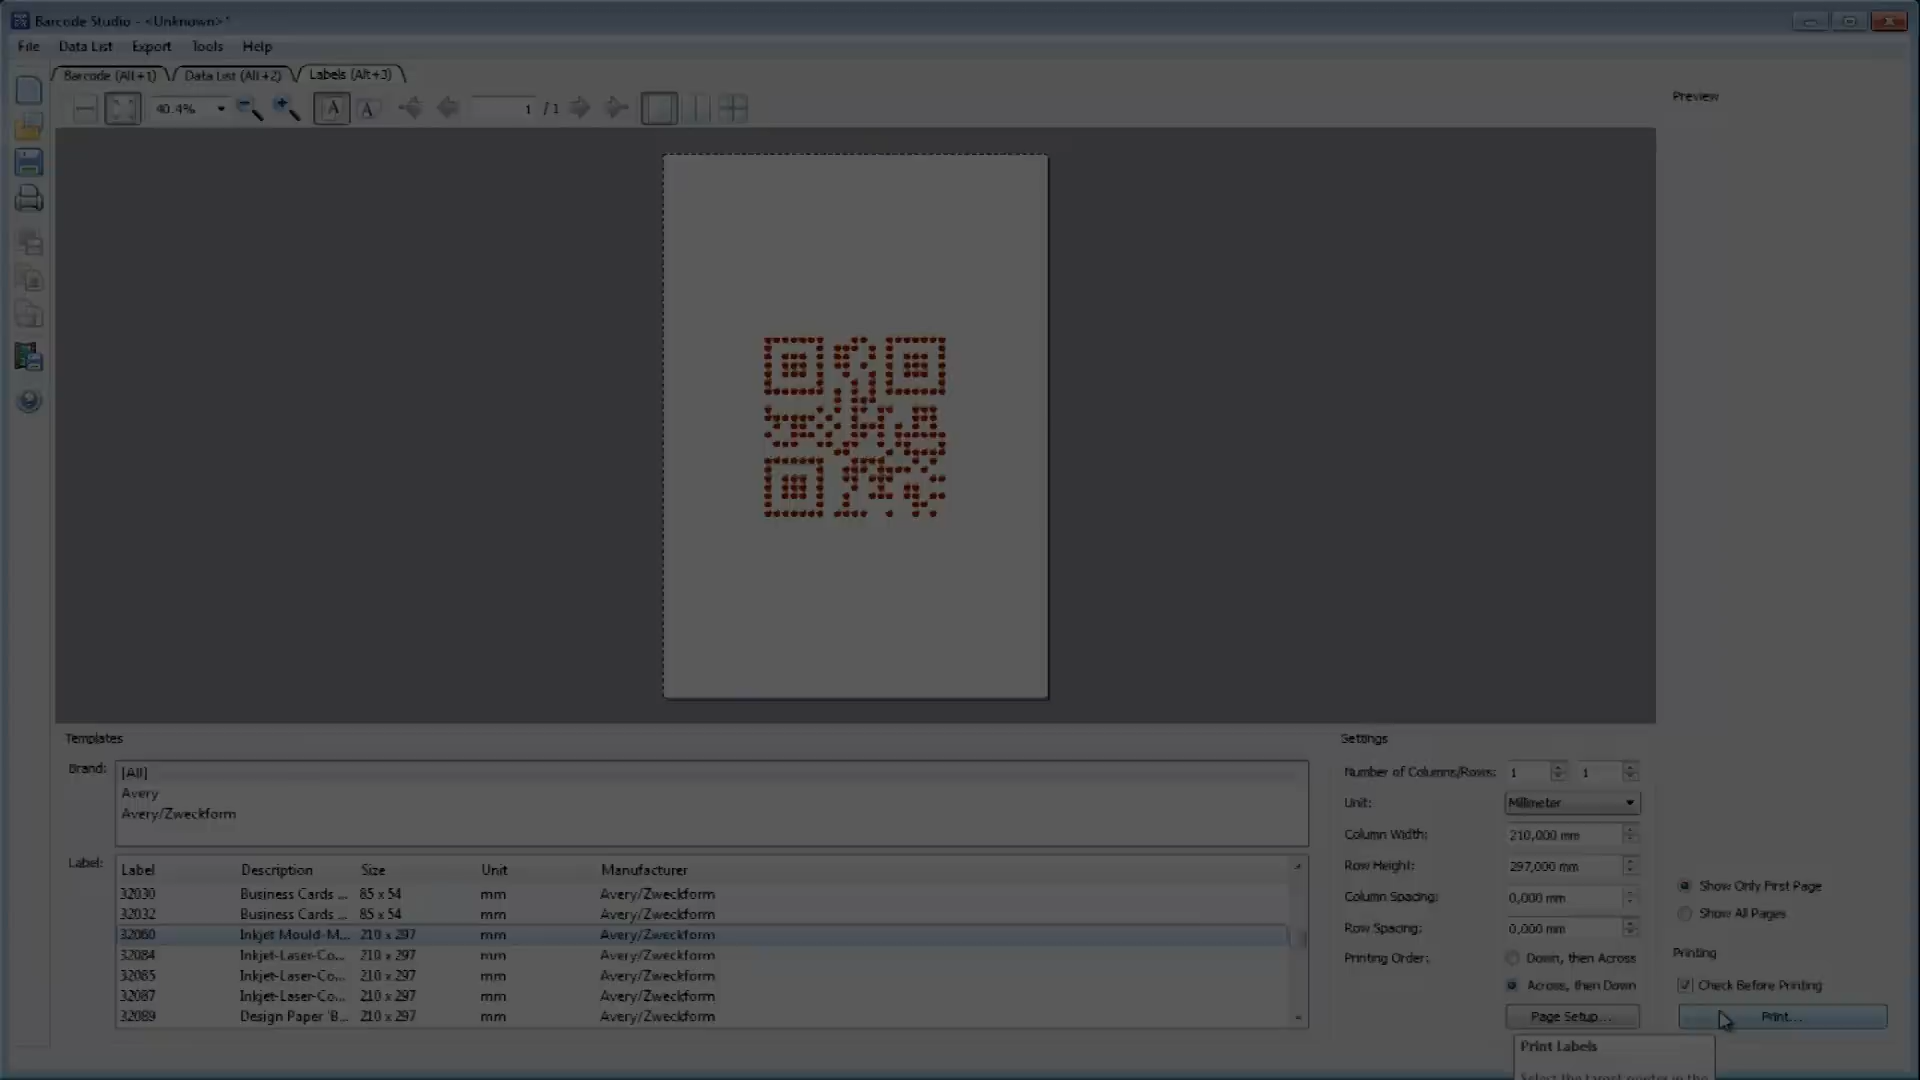 Barcode Studio - <Unknown>*
File Data List Export Tools Help
Barcode (Alt+1) Data List (Alt+2) Labels (Alt+3)
40.4% A A 1 / 1
Preview
Templates
Brand:
[All]
Avery
Avery/Zweckform
Label:
Label Description Size Unit Manufacturer
32030 Business Cards ... 85 x 54 mm Avery/Zweckform
32032 Business Cards ... 85 x 54 mm Avery/Zweckform
32060 Inkjet Mould-M... 210 x 297 mm Avery/Zweckform
32084 Inkjet-Laser-Co... 210 x 297 mm Avery/Zweckform
32085 Inkjet-Laser-Co... 210 x 297 mm Avery/Zweckform
32087 Inkjet-Laser-Co... 210 x 297 mm Avery/Zweckform
32089 Design Paper 'B... 210 x 297 mm Avery/Zweckform
Settings
Number of Columns/Rows: 1 1
Unit: Millimeter
Column Width: 210,000 mm
Row Height: 297,000 mm
Column Spacing: 0,000 mm
Row Spacing: 0,000 mm
Printing Order: Down, then Across
Across, then Down
Page Setup...
Show Only First Page
Show All Pages
Printing
Check Before Printing
Print...
Print Labels
Select the target printer in the